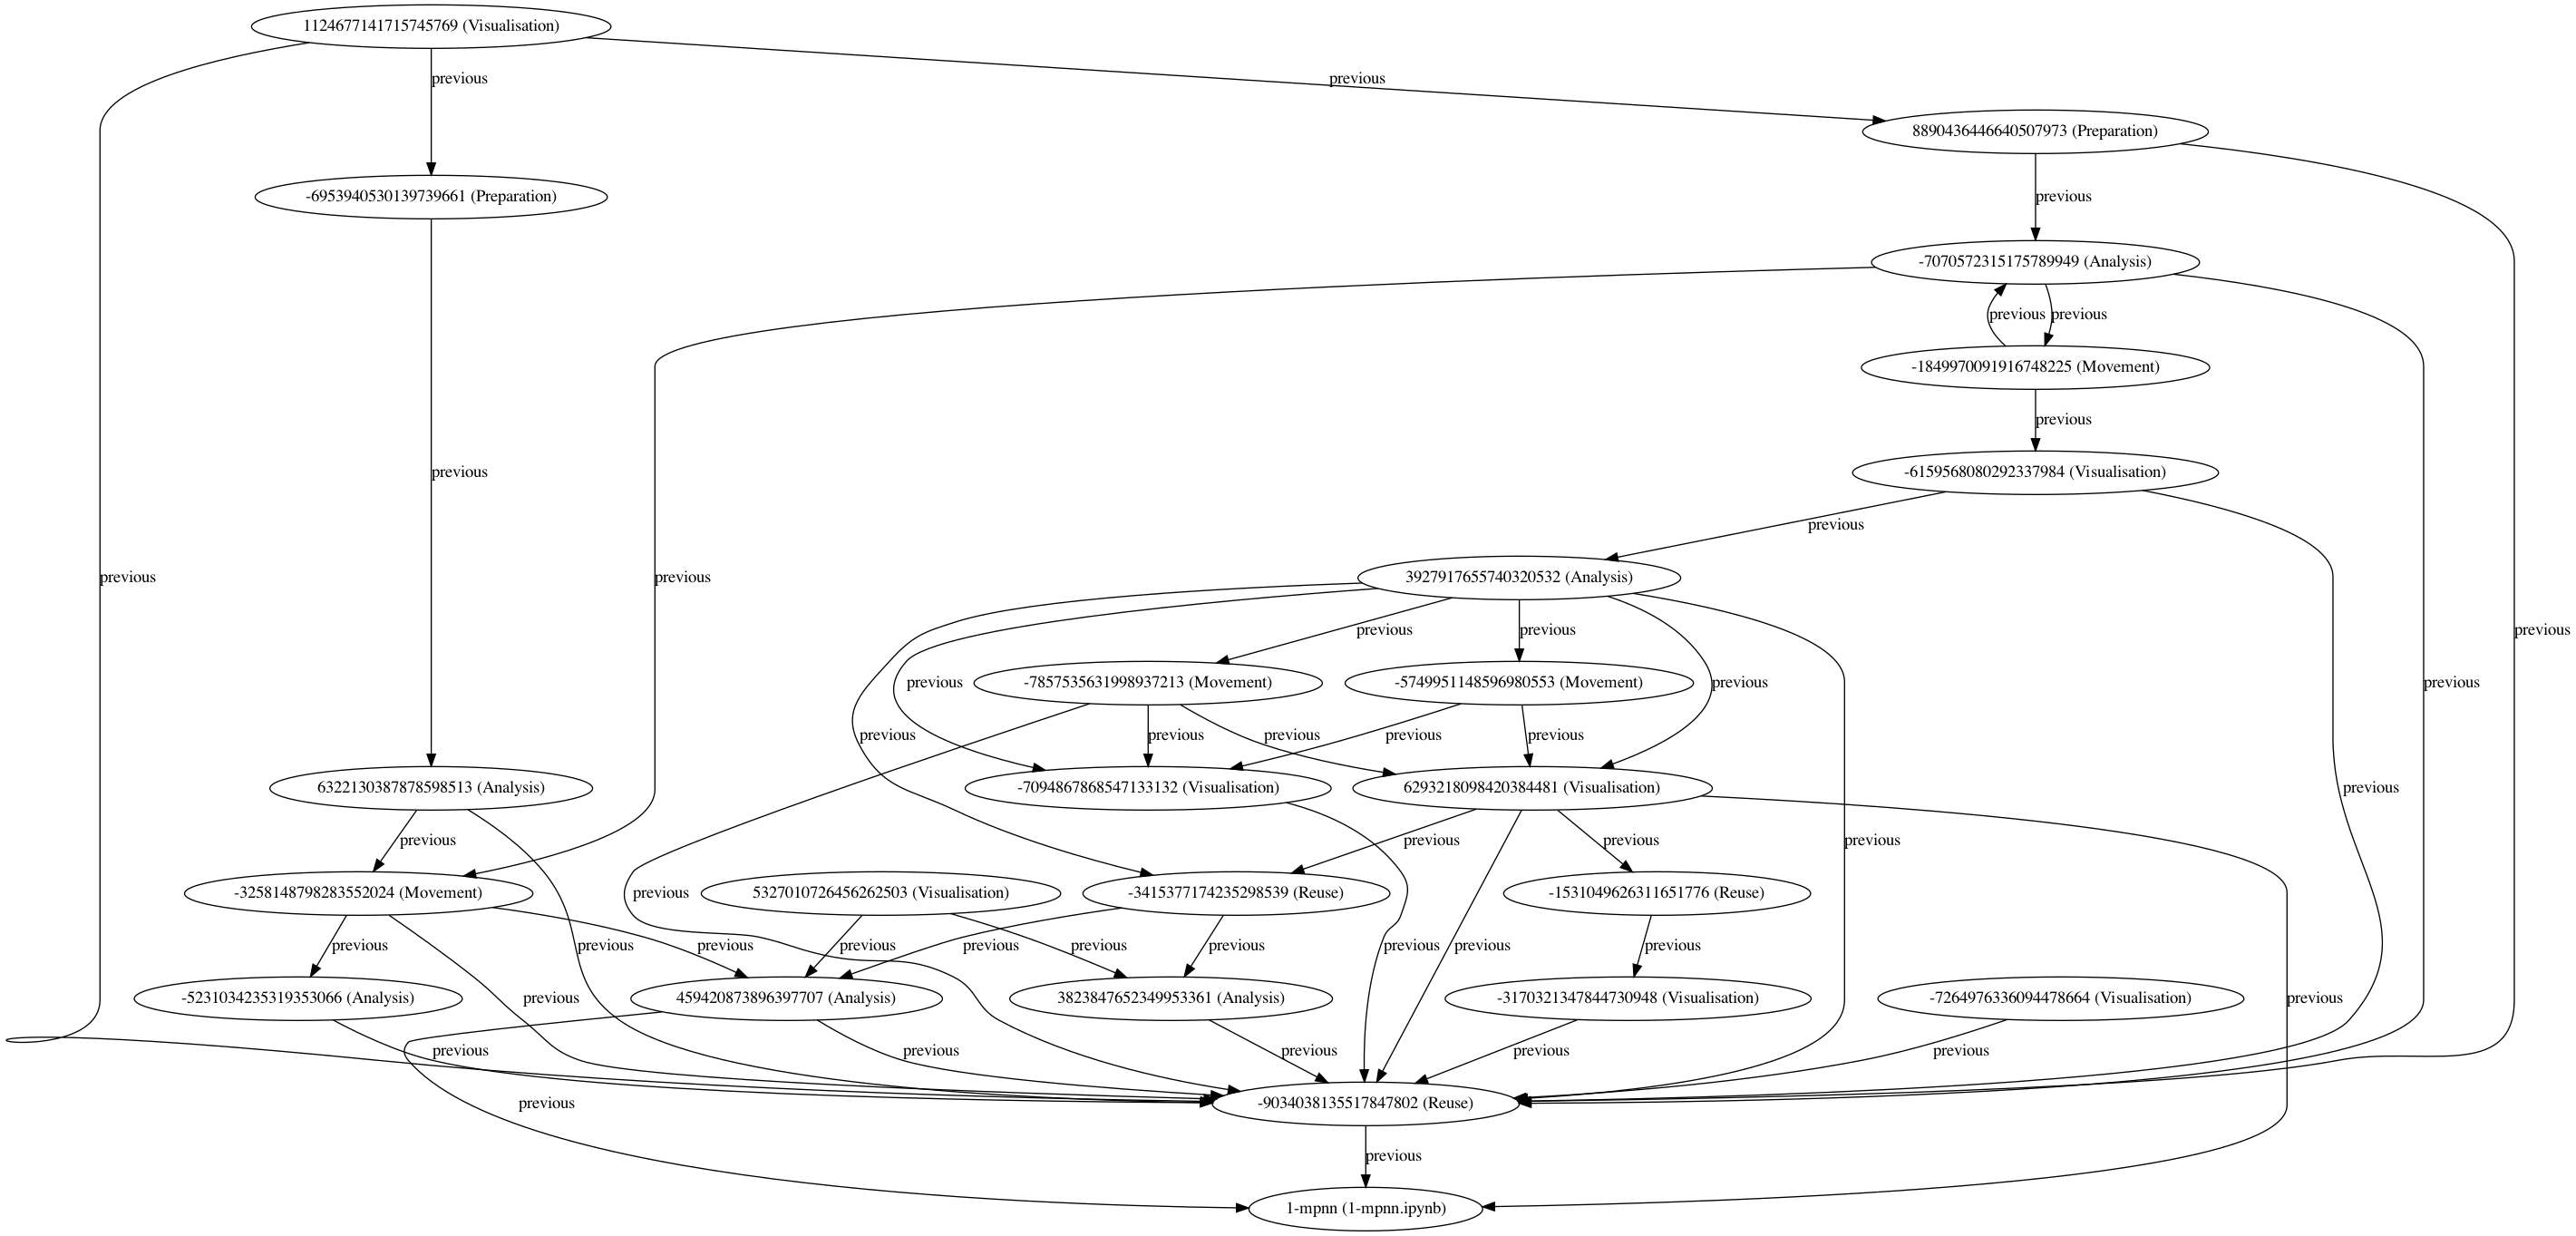 1124677141715745769 (Visualisation)
previous
previous
8890436446640507973 (Preparation)
-6953940530139739661 (Preparation)
previous
-7070572315175789949 (Analysis)
previous
previous
-1849970091916748225 (Movement)
previous
previous
-6159568080292337984 (Visualisation)
previous
previous
previous
3927917655740320532 (Analysis)
previous
previous
previous
previous
-7857535631998937213 (Movement)
-5749951148596980553 (Movement)
previous
previous
previous
previous
previous
previous
previous
6322130387878598513 (Analysis)
-7094867868547133132 (Visualisation)
6293218098420384481 (Visualisation)
previous
previous
previous
previous
previous
-3258148798283552024 (Movement)
previous
5327010726456262503 (Visualisation)
-3415377174235298539 (Reuse)
-1531049626311651776 (Reuse)
previous
previous
previous
previous
previous
previous
previous
previous
previous
previous
-5231034235319353066 (Analysis)
previous
459420873896397707 (Analysis)
3823847652349953361 (Analysis)
-3170321347844730948 (Visualisation)
-7264976336094478664 (Visualisation)
previous
previous
previous
previous
previous
previous
previous
-9034038135517847802 (Reuse)
previous
1-mpnn (1-mpnn.ipynb)